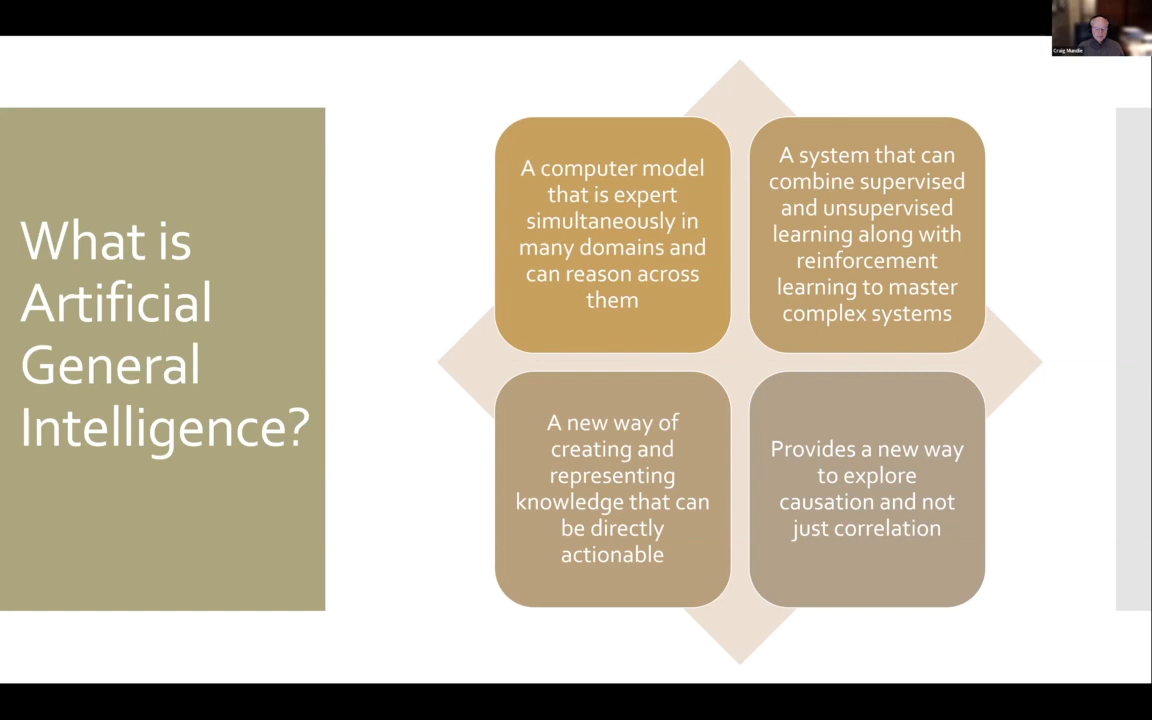 Craig Mundie
What is
Artificial
General
Intelligence?
A computer model
that is expert
simultaneously in
many domains and
can reason across
them
A system that can
combine supervised
and unsupervised
learning along with
reinforcement
learning to master
complex systems
A new way of
creating and
representing
knowledge that can
be directly
actionable
Provides a new way
to explore
causation and not
just correlation